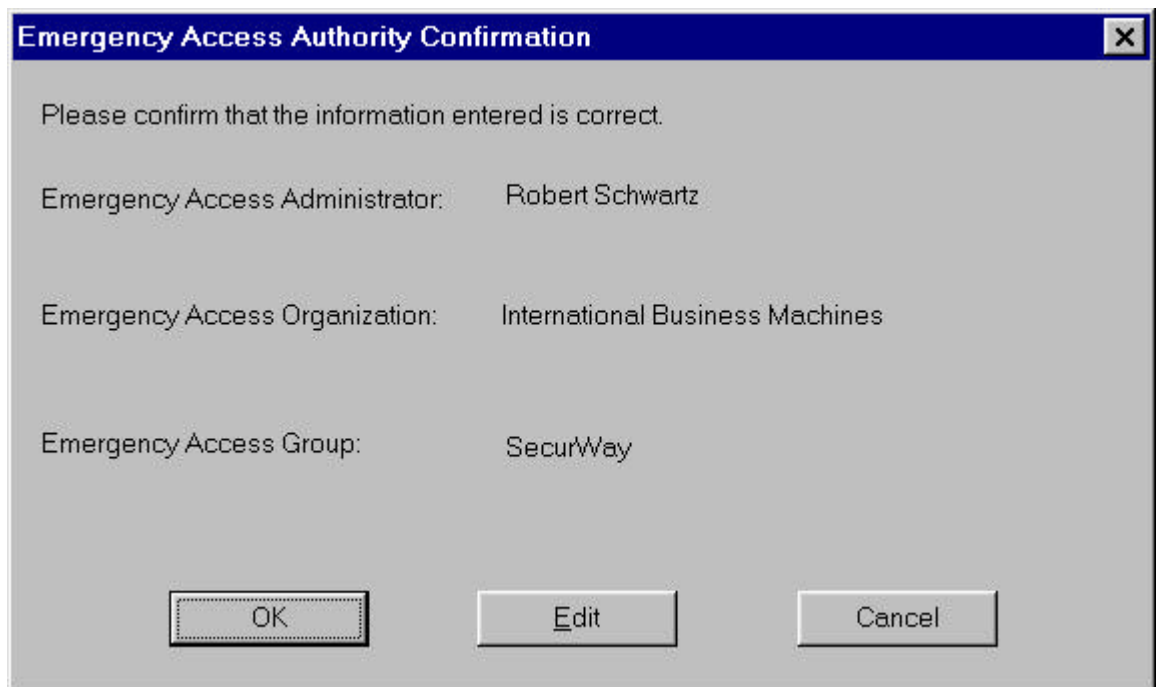 Emergency Access Authority Confirmation
Please confirm that the information entered is correct.
Emergency Access Administrator: Robert Schwartz
Emergency Access Organization: International Business Machines
Emergency Access Group: SecurWay
OK Edit Cancel